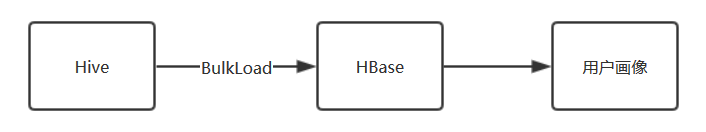 Hive
BulkLoad
HBase
用户画像